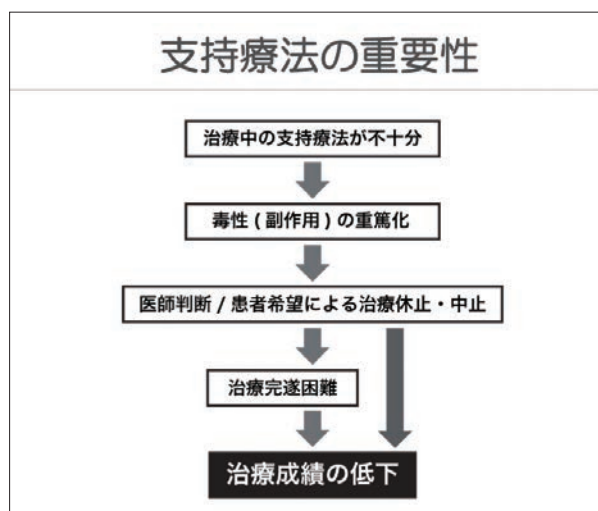 支持療法の重要性
治療中の支持療法が不十分
毒性 ( 副作用 ) の重篤化
医師判断 / 患者希望による治療休止・中止
治療完遂困難
治療成績の低下